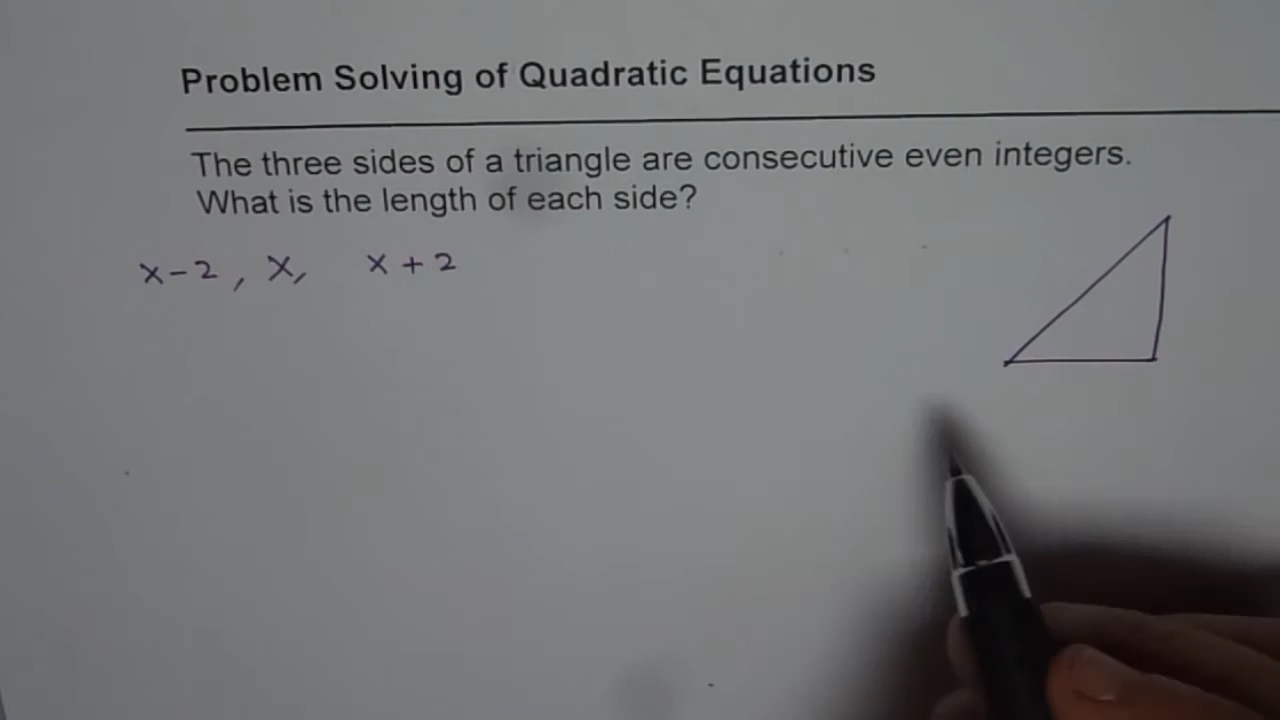 Problem Solving of Quadratic Equations
The three sides of a triangle are consecutive even integers.
What is the length of each side?
x-2, x, x+2